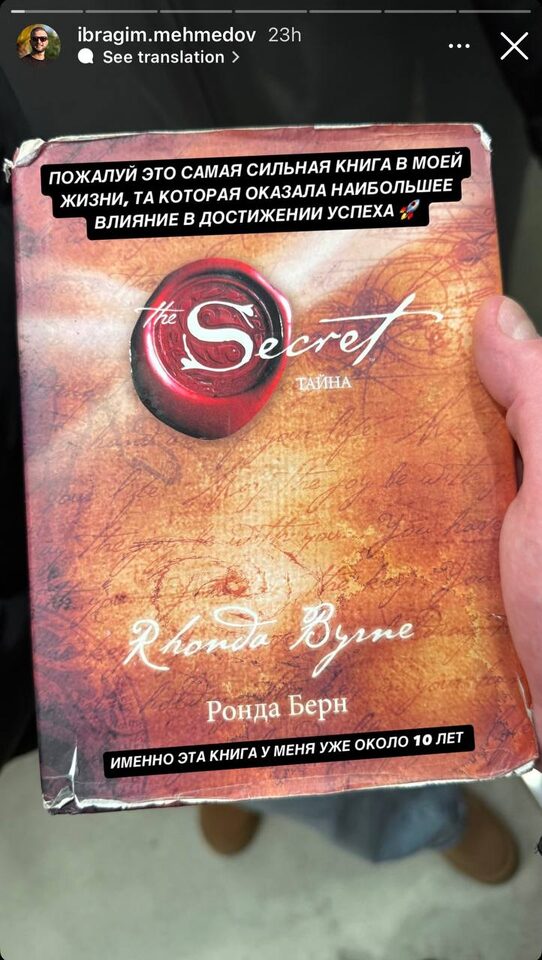 ibragim.mehmedov 23h
See translation >
ПОЖАЛУЙ ЭТО САМАЯ СИЛЬНАЯ КНИГА В МОЕЙ
ЖИЗНИ, ТА КОТОРАЯ ОКАЗАЛА НАИБОЛЬШЕЕ
ВЛИЯНИЕ В ДОСТИЖЕНИИ УСПЕХА 🚀
the
Secret
ТАЙНА
Rhonda Byrne
Ронда Берн
ИМЕННО ЭТА КНИГА У МЕНЯ УЖЕ ОКОЛО 10 ЛЕТ